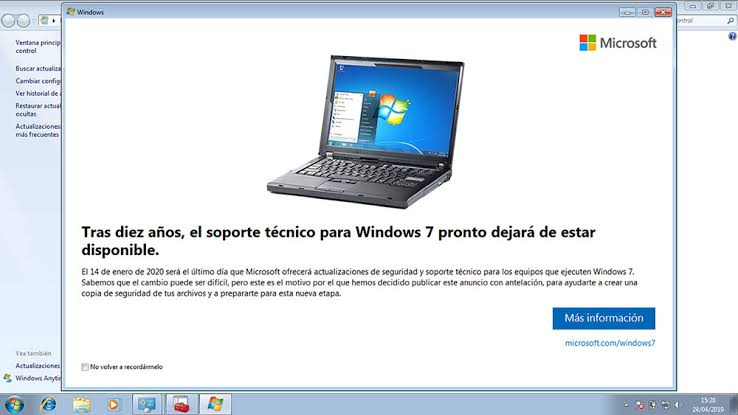 Windows
Microsoft
Ventana princip
control
control.
Buscar actualiza
Cambiar config
Ver historial de a
Restaurar actual
ocultas
Actualizaciones:
más frecuentes
Tras diez años, el soporte técnico para Windows 7 pronto dejará de estar
disponible.
El 14 de enero de 2020 será el último día que Microsoft ofrecerá actualizaciones de seguridad y soporte técnico para los equipos que ejecuten Windows 7.
Sabemos que el cambio puede ser difícil, pero este es el motivo por el que hemos decidido publicar este anuncio con antelación, para ayudarte a crear una
copia de seguridad de tus archivos y a prepararte para esta nueva etapa.
Más información
microsoft.com/windows7
Vea también
Actualizaciones
Windows Anytim
No volver a recordármelo
15:28
24/04/2019